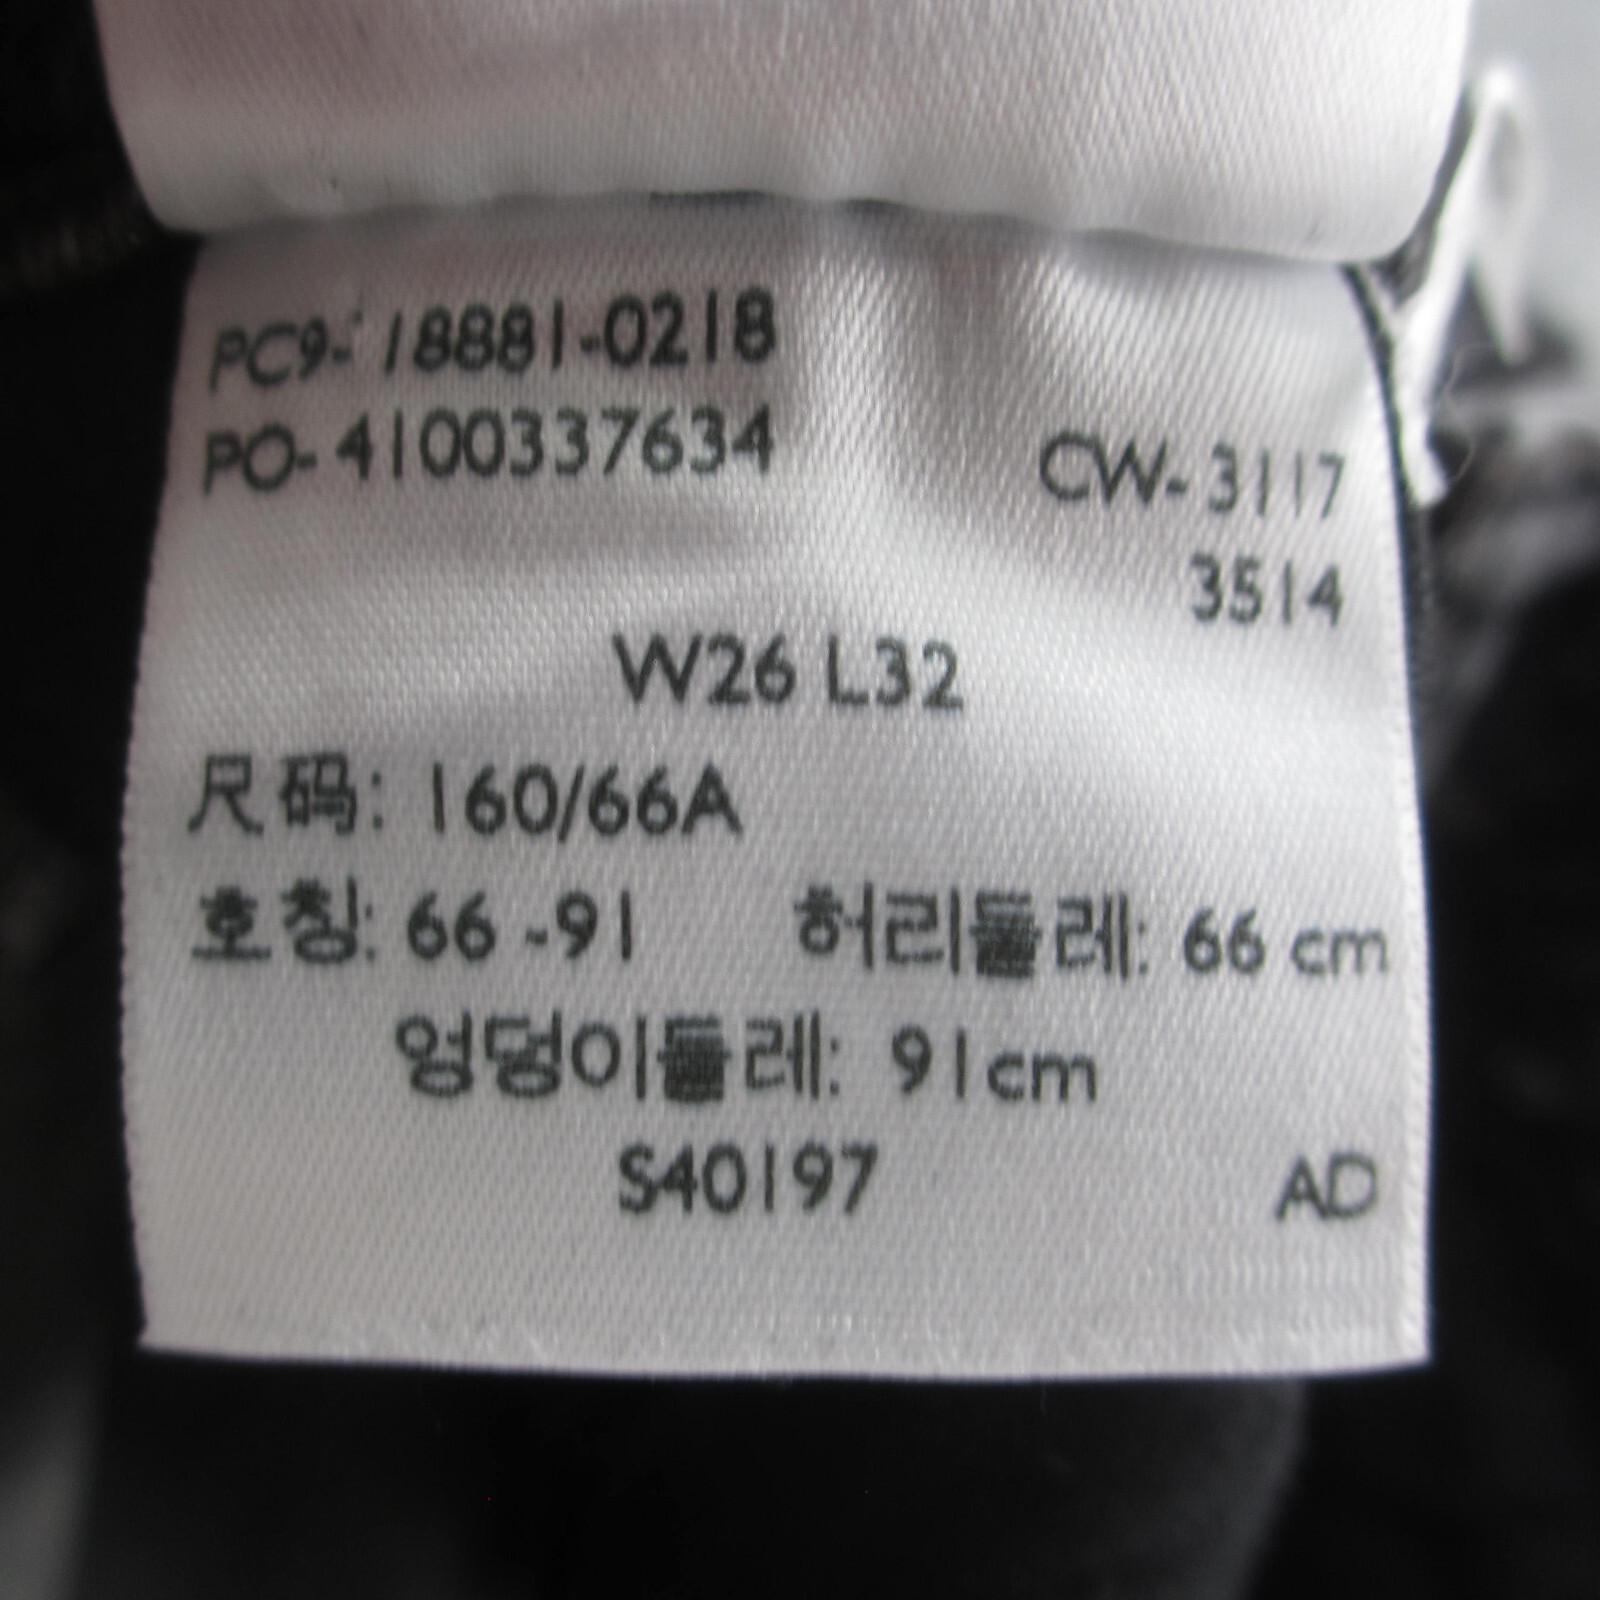 PC9- 18881-0218
PO- 4100337634 CW- 3117
3514
W26 L32
尺码: 160/66A
호칭: 66 -91 허리둘레: 66 cm
엉덩이둘레: 91cm
S40197 AD